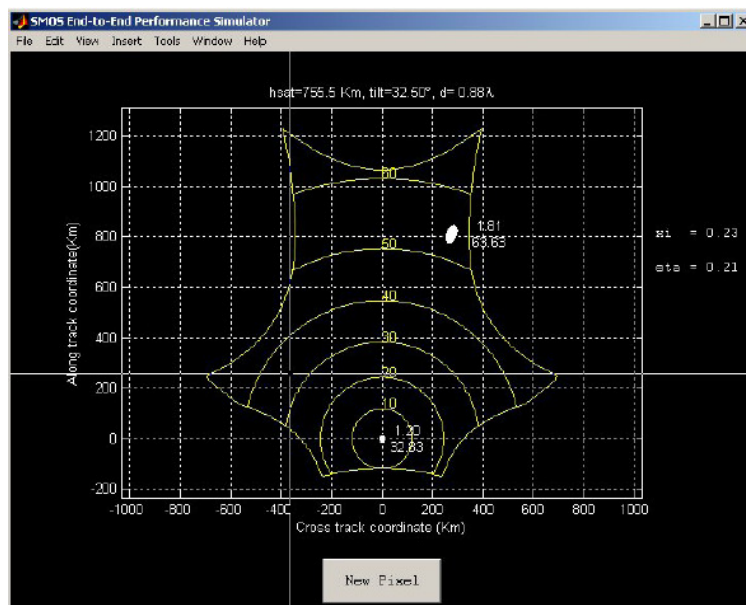 SMOS End-to-End Performance Simulator
File Edit View Insert Tools Window Help
hsat=755.5 Km, tilt=32.50°, d= 0.88λ
1200
1000
800
600
400
200
0
-200
Along track coordinate(Km)
60
50
40
30
20
10
1.81
63.63
1.20
32.83
xi = 0.23
eta = 0.21
-1000 -800 -600 -400 -200 0 200 400 600 800 1000
Cross track coordinate (Km)
New Pixel